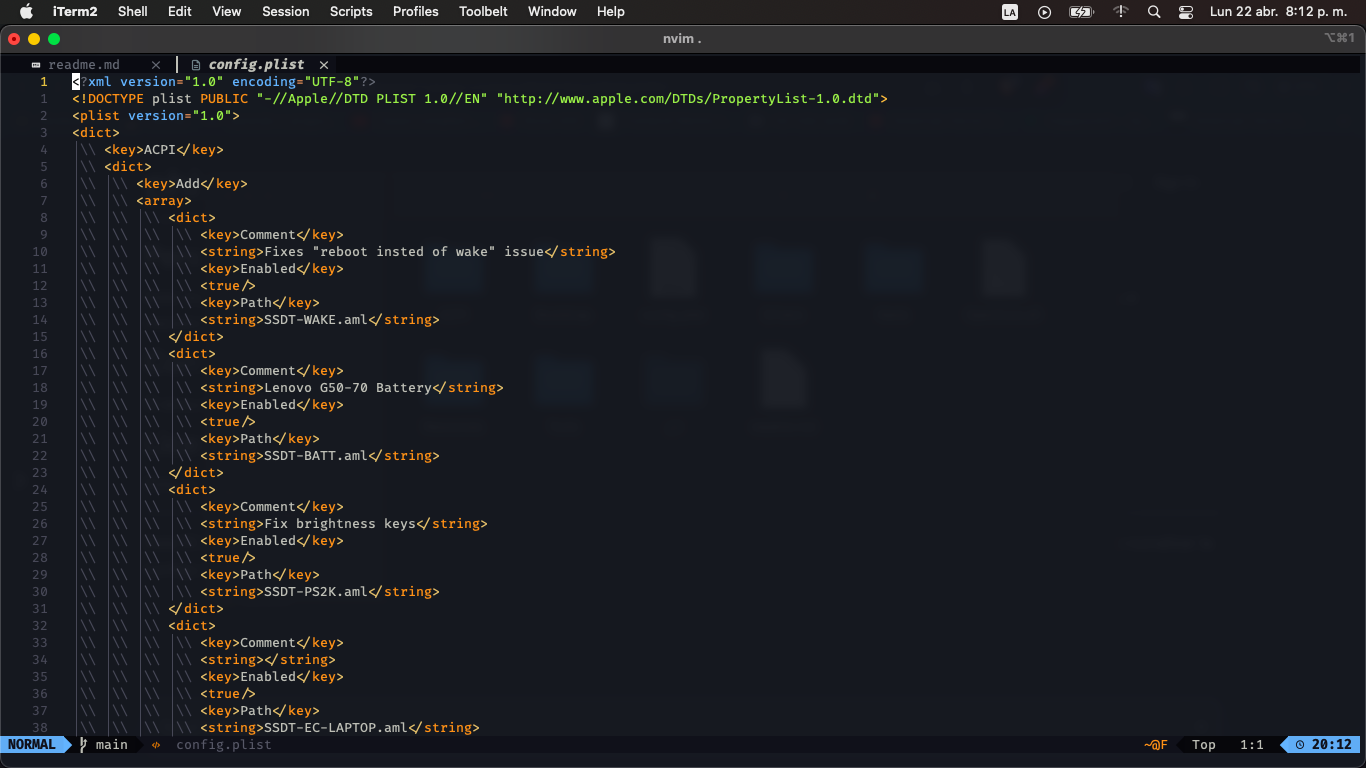 iTerm2 Shell Edit View Session Scripts Profiles Toolbelt Window Help LA Lun 22 abr. 8:12 p. m.
nvim . ⌥⌘1
readme.md × config.plist ×
1 <?xml version="1.0" encoding="UTF-8"?>
1 <!DOCTYPE plist PUBLIC "-//Apple//DTD PLIST 1.0//EN" "http://www.apple.com/DTDs/PropertyList-1.0.dtd">
2 <plist version="1.0">
3 <dict>
4 \\ <key>ACPI</key>
5 \\ <dict>
6 \\ \\ <key>Add</key>
7 \\ \\ <array>
8 \\ \\ \\ <dict>
9 \\ \\ \\ \\ <key>Comment</key>
10 \\ \\ \\ \\ <string>Fixes "reboot insted of wake" issue</string>
11 \\ \\ \\ \\ <key>Enabled</key>
12 \\ \\ \\ \\ <true/>
13 \\ \\ \\ \\ <key>Path</key>
14 \\ \\ \\ \\ <string>SSDT-WAKE.aml</string>
15 \\ \\ \\ </dict>
16 \\ \\ \\ <dict>
17 \\ \\ \\ \\ <key>Comment</key>
18 \\ \\ \\ \\ <string>Lenovo G50-70 Battery</string>
19 \\ \\ \\ \\ <key>Enabled</key>
20 \\ \\ \\ \\ <true/>
21 \\ \\ \\ \\ <key>Path</key>
22 \\ \\ \\ \\ <string>SSDT-BATT.aml</string>
23 \\ \\ \\ </dict>
24 \\ \\ \\ <dict>
25 \\ \\ \\ \\ <key>Comment</key>
26 \\ \\ \\ \\ <string>Fix brightness keys</string>
27 \\ \\ \\ \\ <key>Enabled</key>
28 \\ \\ \\ \\ <true/>
29 \\ \\ \\ \\ <key>Path</key>
30 \\ \\ \\ \\ <string>SSDT-PS2K.aml</string>
31 \\ \\ \\ </dict>
32 \\ \\ \\ <dict>
33 \\ \\ \\ \\ <key>Comment</key>
34 \\ \\ \\ \\ <string></string>
35 \\ \\ \\ \\ <key>Enabled</key>
36 \\ \\ \\ \\ <true/>
37 \\ \\ \\ \\ <key>Path</key>
38 \\ \\ \\ \\ <string>SSDT-EC-LAPTOP.aml</string>
NORMAL main config.plist ~@F Top 1:1 20:12